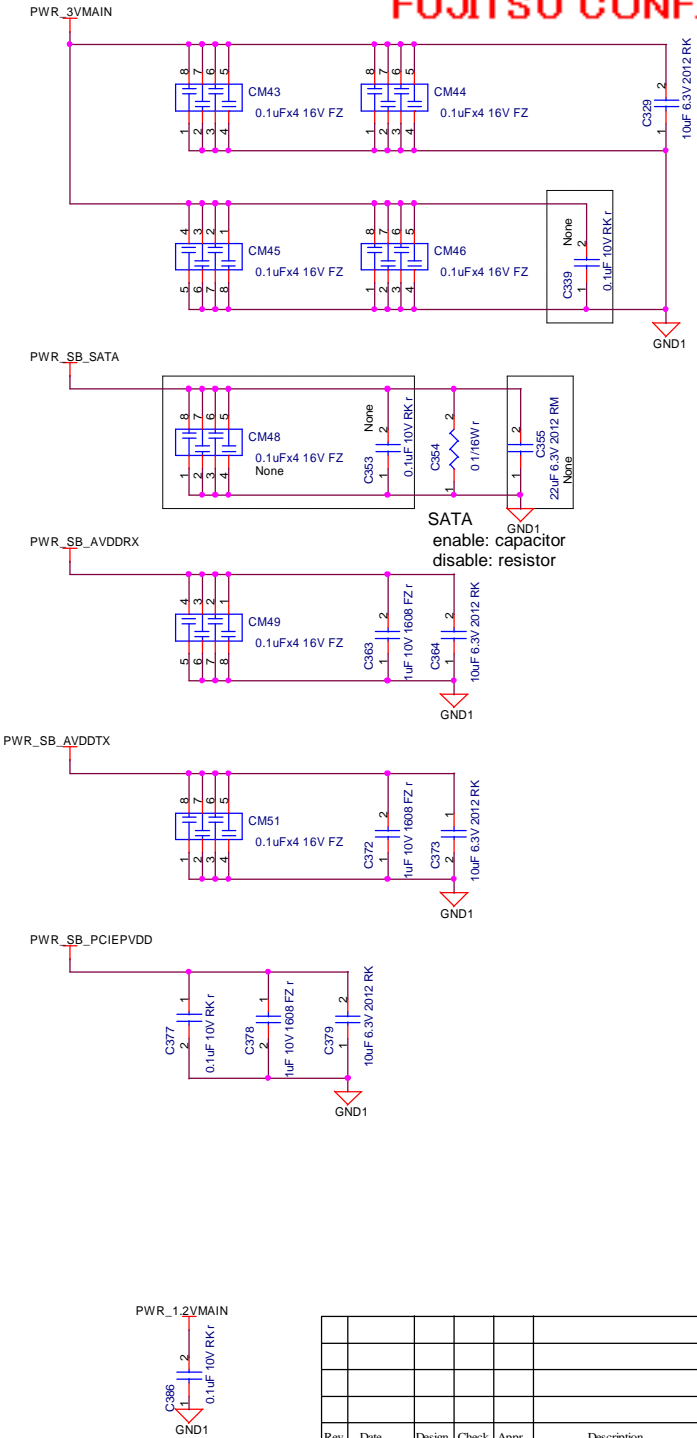 FUJITSU CONF
PWR_3VMAIN
8 7 6 5
CM43
0.1uFx4 16V FZ
1 2 3 4
8 7 6 5
CM44
0.1uFx4 16V FZ
1 2 3 4
2
C329
1
10uF 6.3V 2012 RK
4 3 2 1
CM45
0.1uFx4 16V FZ
5 6 7 8
8 7 6 5
CM46
0.1uFx4 16V FZ
1 2 3 4
None
2
C339
1
0.1uF 10V RK r
GND1
PWR_SB_SATA
8 7 6 5
CM48
0.1uFx4 16V FZ
None
1 2 3 4
None
2
C353
1
0.1uF 10V RK r
2
C354
1
0 1/16W r
2
C355
1
22uF 6.3V 2012 RM
None
GND1
SATA
enable: capacitor
disable: resistor
PWR_SB_AVDDRX
4 3 2 1
CM49
0.1uFx4 16V FZ
5 6 7 8
2
C363
1
1uF 10V 1608 FZ r
2
C364
1
10uF 6.3V 2012 RK
GND1
PWR_SB_AVDDTX
8 7 6 5
CM51
0.1uFx4 16V FZ
1 2 3 4
2
C372
1
1uF 10V 1608 FZ r
1
C373
2
10uF 6.3V 2012 RK
GND1
PWR_SB_PCIEPVDD
1
C377
2
0.1uF 10V RK r
1
C378
2
1uF 10V 1608 FZ r
2
C379
1
10uF 6.3V 2012 RK
GND1
PWR_1.2VMAIN
2
C386
1
0.1uF 10V RK r
GND1
Rev Date Design Check Appr Description